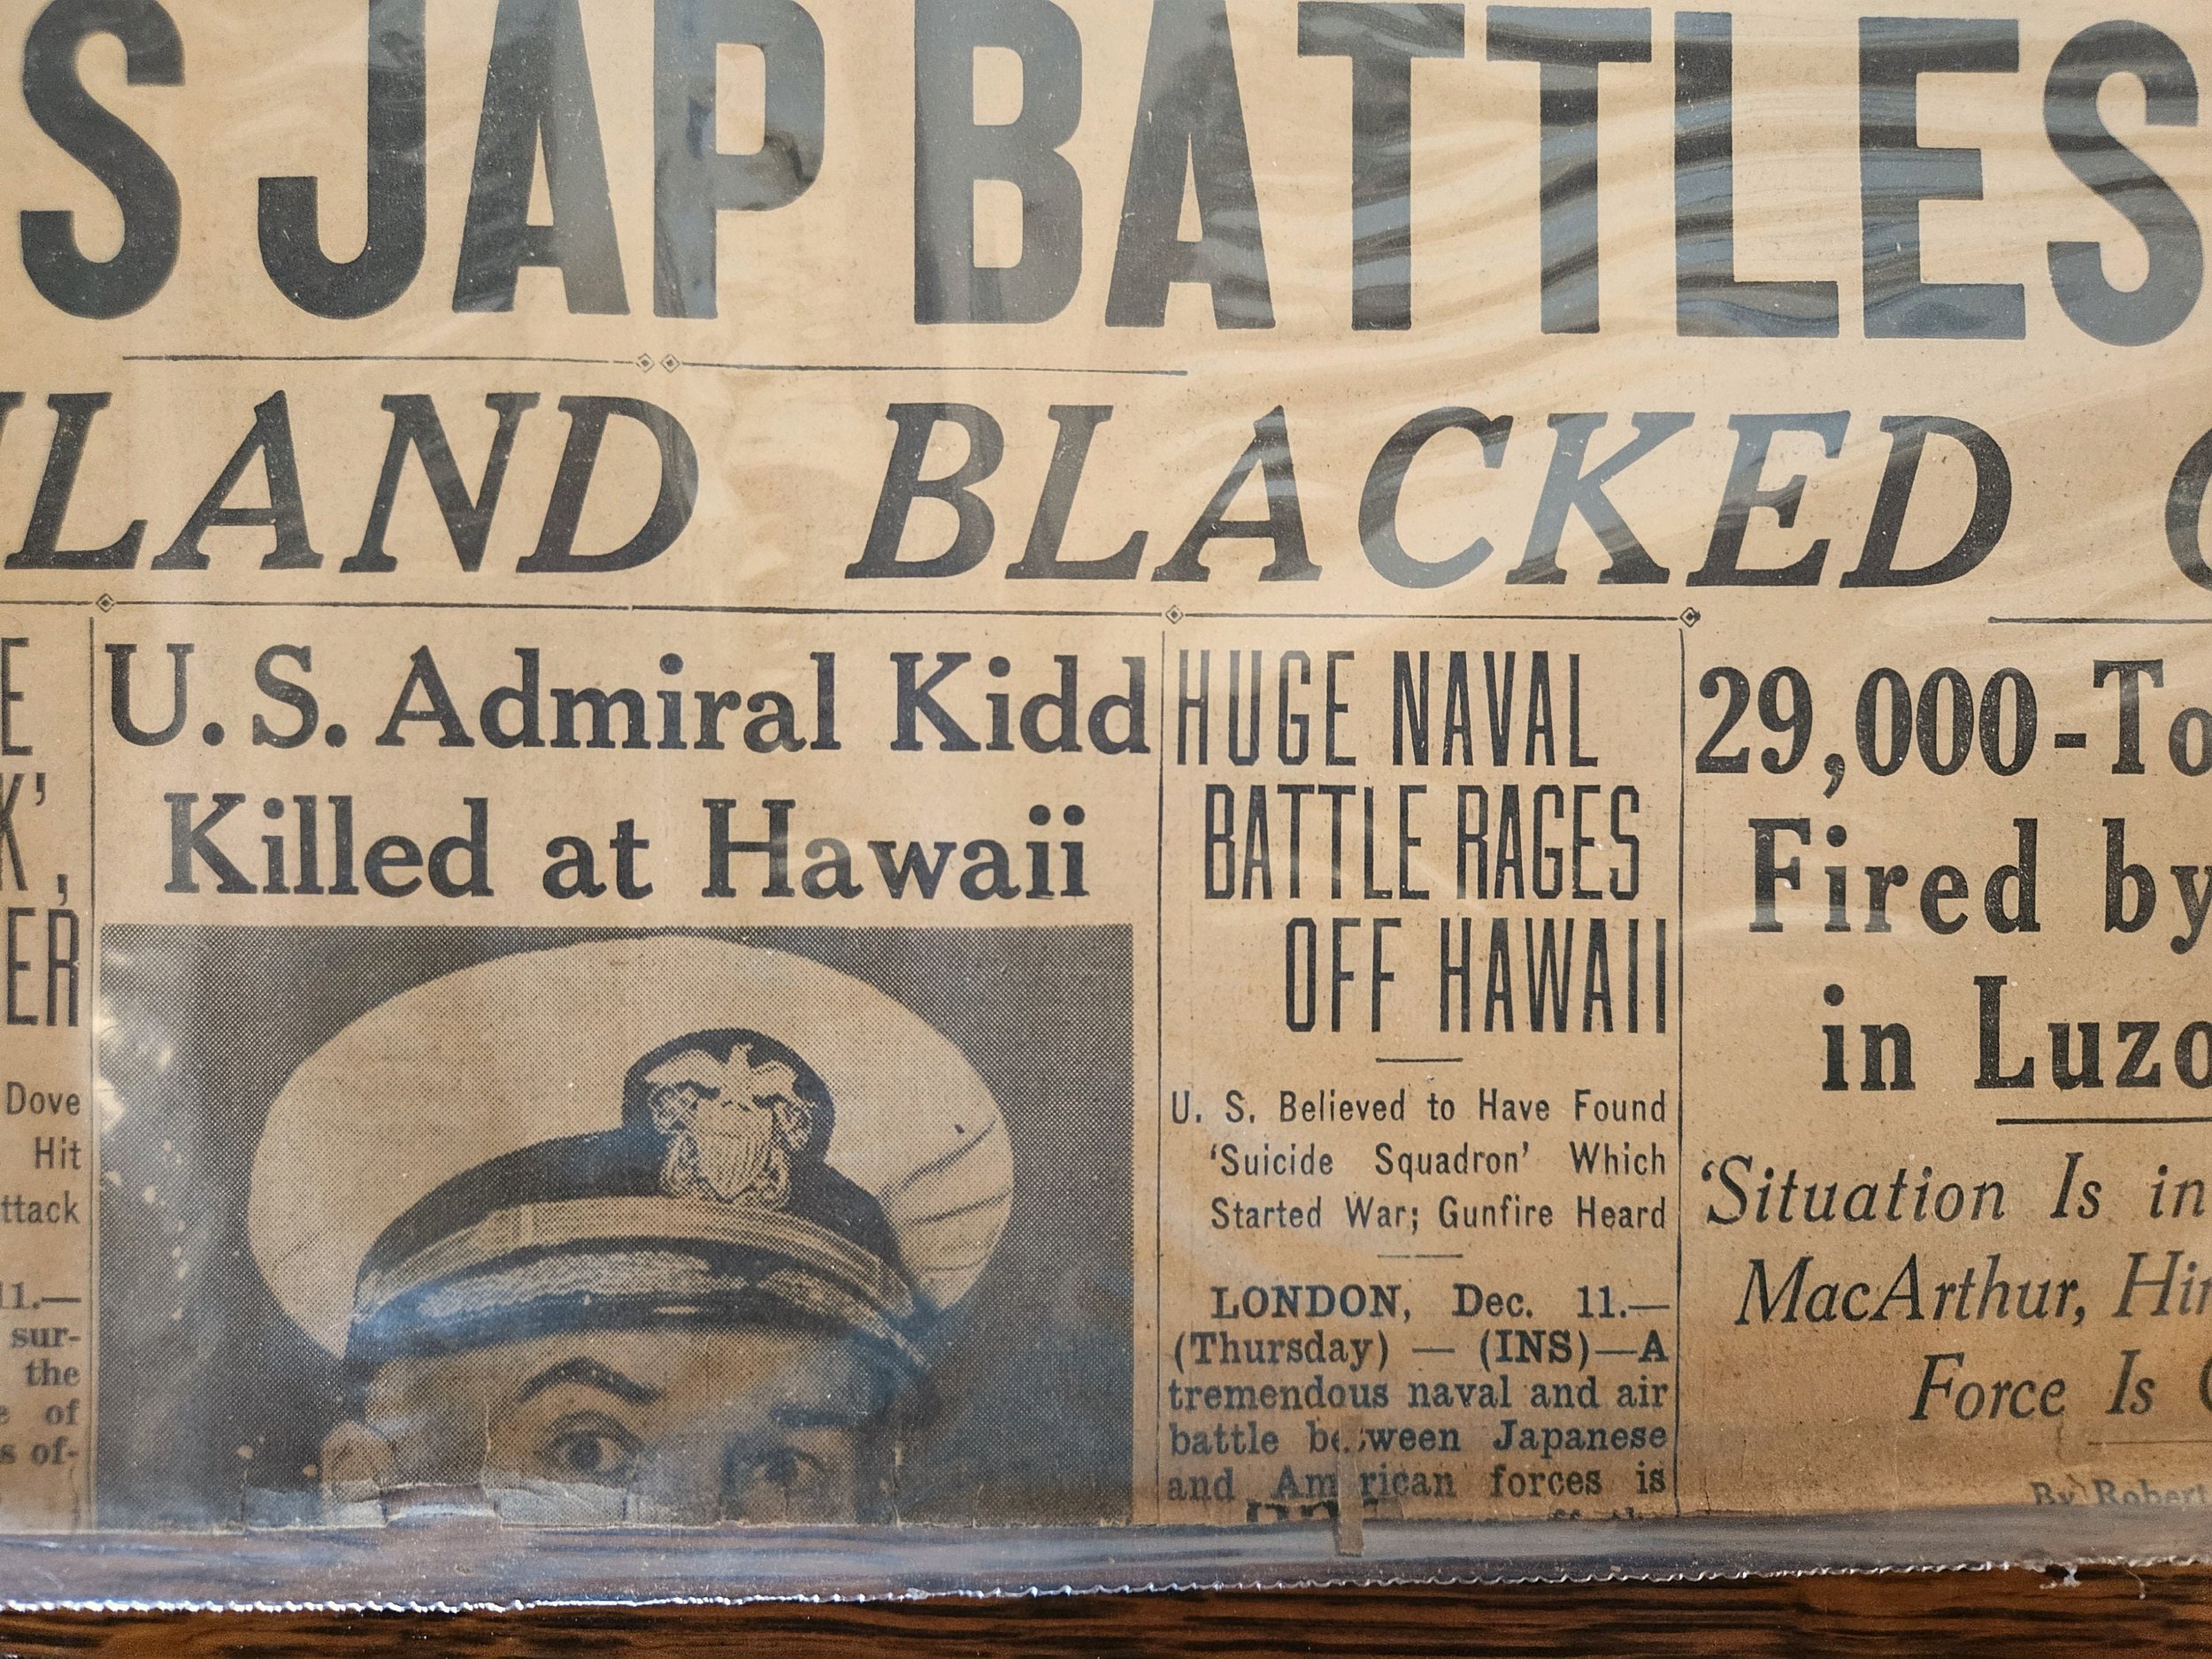 S JAP BATTLES
LAND BLACKED
E
K’,
ER
Dove
Hit
ttack
11.—
sur-
the
of
s of-
U. S. Admiral Kidd
Killed at Hawaii
HUGE NAVAL
BATTLE RAGES
OFF HAWAII
U. S. Believed to Have Found
‘Suicide Squadron’ Which
Started War; Gunfire Heard
LONDON, Dec. 11.—
(Thursday) — (INS)—A
tremendous naval and air
battle between Japanese
and American forces is
29,000-To
Fired by
in Luzo
‘Situation Is in
MacArthur, Hi
Force Is
By Robert